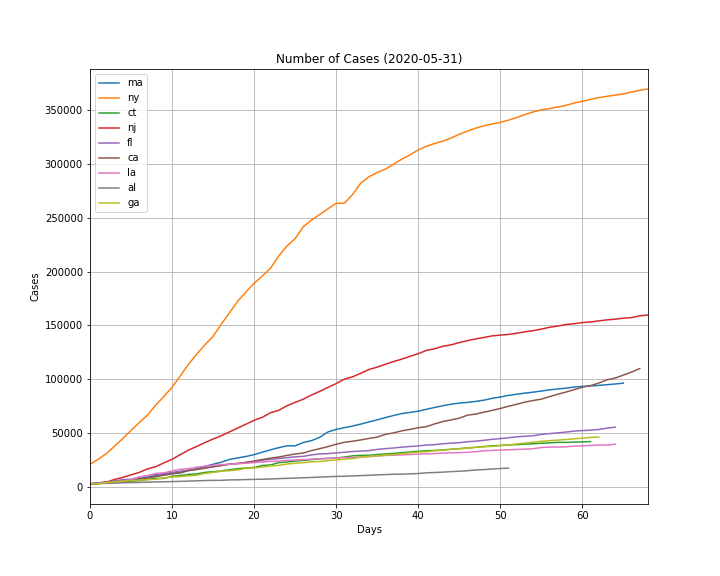 Number of Cases (2020-05-31)
ma
ny
ct
nj
fl
ca
la
al
ga
350000
300000
250000
200000
150000
100000
50000
0
Cases
0 10 20 30 40 50 60
Days